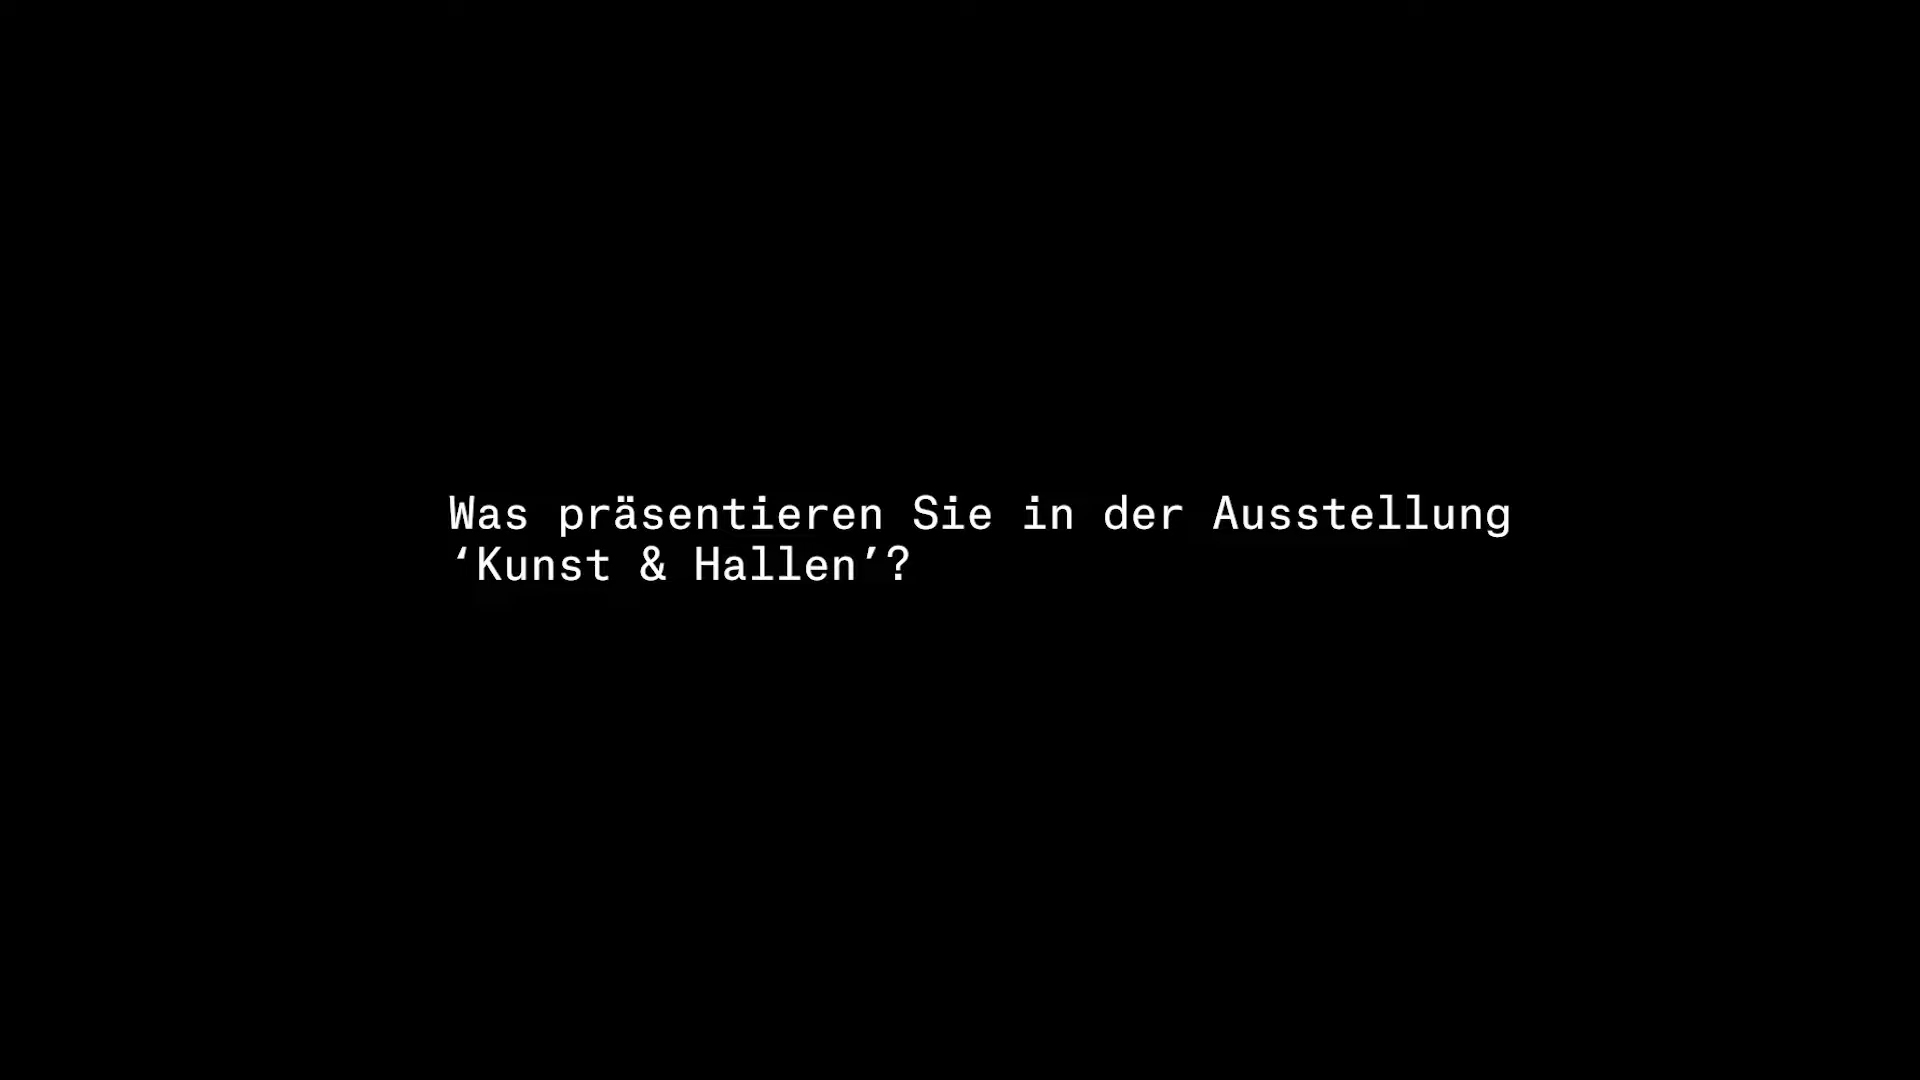 Was präsentieren Sie in der Ausstellung
‘Kunst & Hallen’?